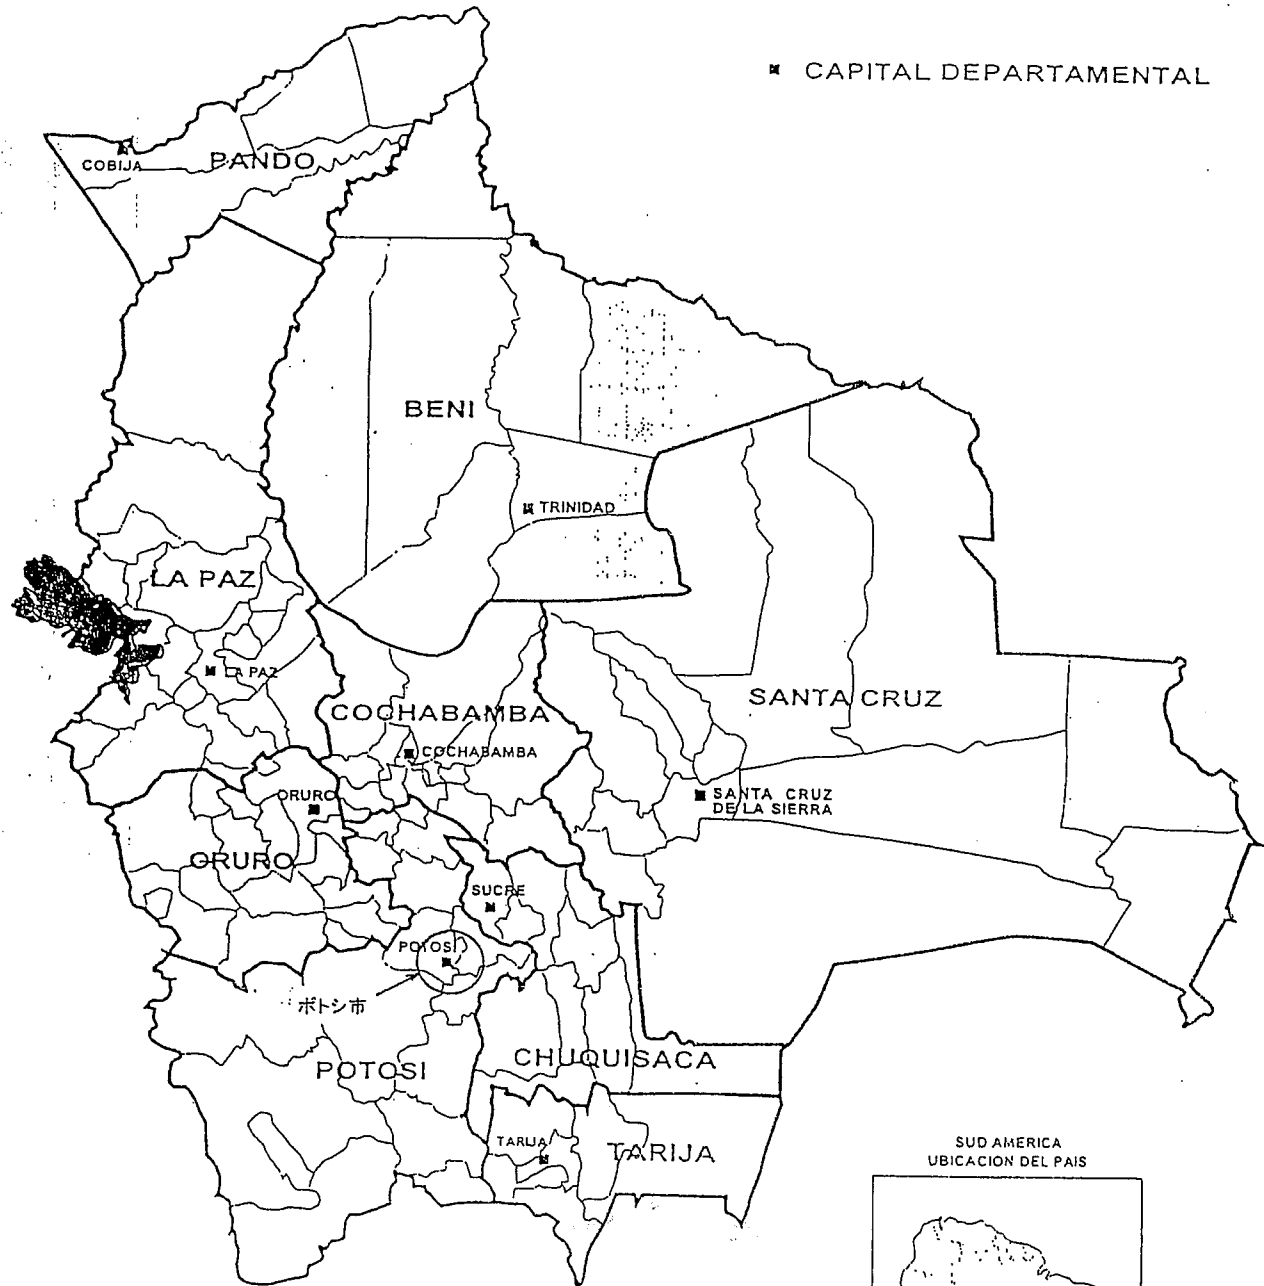 CAPITAL DEPARTAMENTAL
COBIJA
PANDO
BENI
TRINIDAD
LA PAZ
LA PAZ
SANTA CRUZ
COCHABAMBA
COCHABAMBA
ORURO
SANTA CRUZ
DE LA SIERRA
ORURO
SUCRE
POTOSI
ポトシ市
CHUQUISACA
POTOSI
TARIJA
TARIJA
SUD AMERICA
UBICACION DEL PAIS